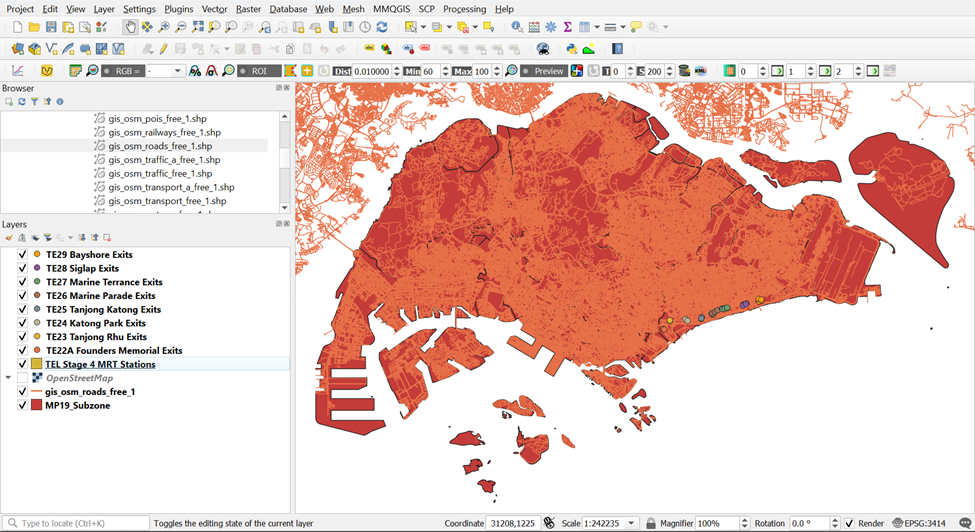 Project Edit View Layer Settings Plugins Vector Raster Database Web Mesh MMQGIS SCP Processing Help
RGB = - ROI Dist 0.010000 Min 60 Max 100 Preview T 0 S 200 KML 0 1 2
Browser
gis_osm_pois_free_1.shp
gis_osm_railways_free_1.shp
gis_osm_roads_free_1.shp
gis_osm_traffic_a_free_1.shp
gis_osm_traffic_free_1.shp
gis_osm_transport_a_free_1.shp
gis_osm_transport_free_1.shp
Layers
TE29 Bayshore Exits
TE28 Siglap Exits
TE27 Marine Terrance Exits
TE26 Marine Parade Exits
TE25 Tanjong Katong Exits
TE24 Katong Park Exits
TE23 Tanjong Rhu Exits
TE22A Founders Memorial Exits
TEL Stage 4 MRT Stations
OpenStreetMap
gis_osm_roads_free_1
MP19_Subzone
Type to locate (Ctrl+K) Toggles the editing state of the current layer Coordinate 31208,1225 Scale 1:242235 Magnifier 100% Rotation 0.0 ° Render EPSG:3414